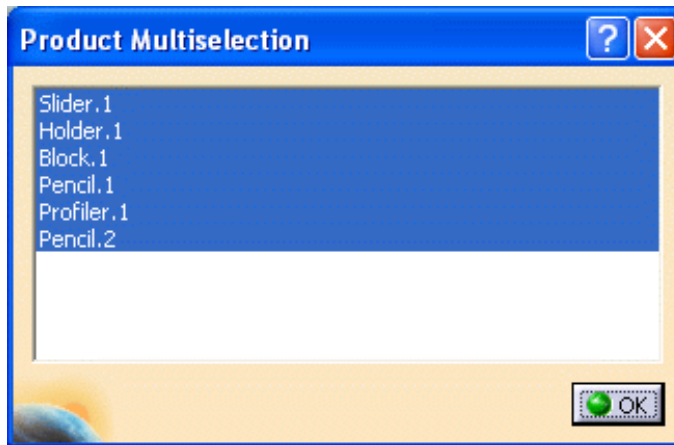 Product Multiselection
Slider.1
Holder.1
Block.1
Pencil.1
Profiler.1
Pencil.2
OK